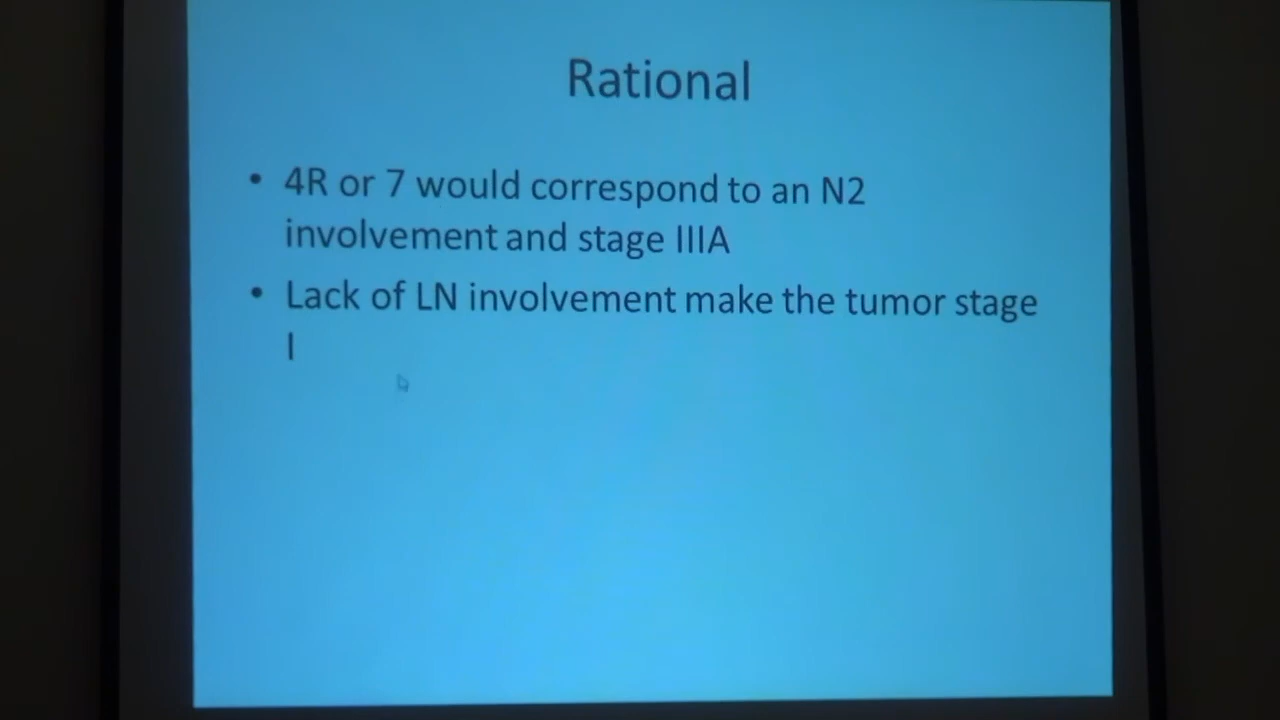 Rational
• 4R or 7 would correspond to an N2
involvement and stage IIIA
• Lack of LN involvement make the tumor stage
I